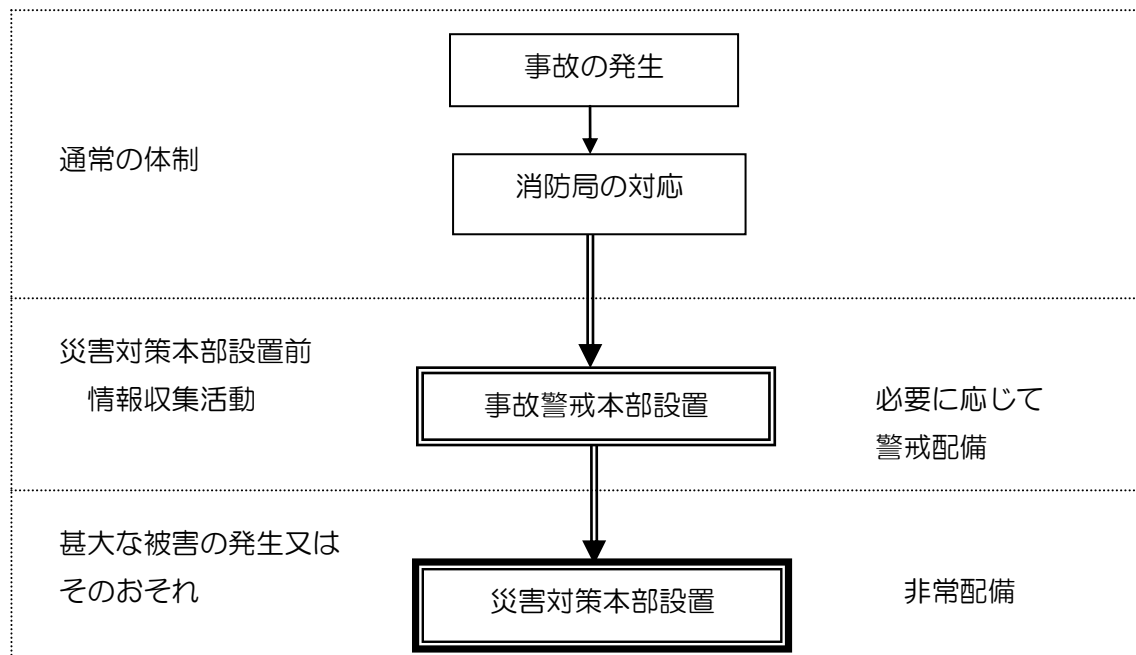 事故の発生
通常の体制
消防局の対応
災害対策本部設置前
情報収集活動
事故警戒本部設置
必要に応じて
警戒配備
甚大な被害の発生又は
そのおそれ
災害対策本部設置
非常配備